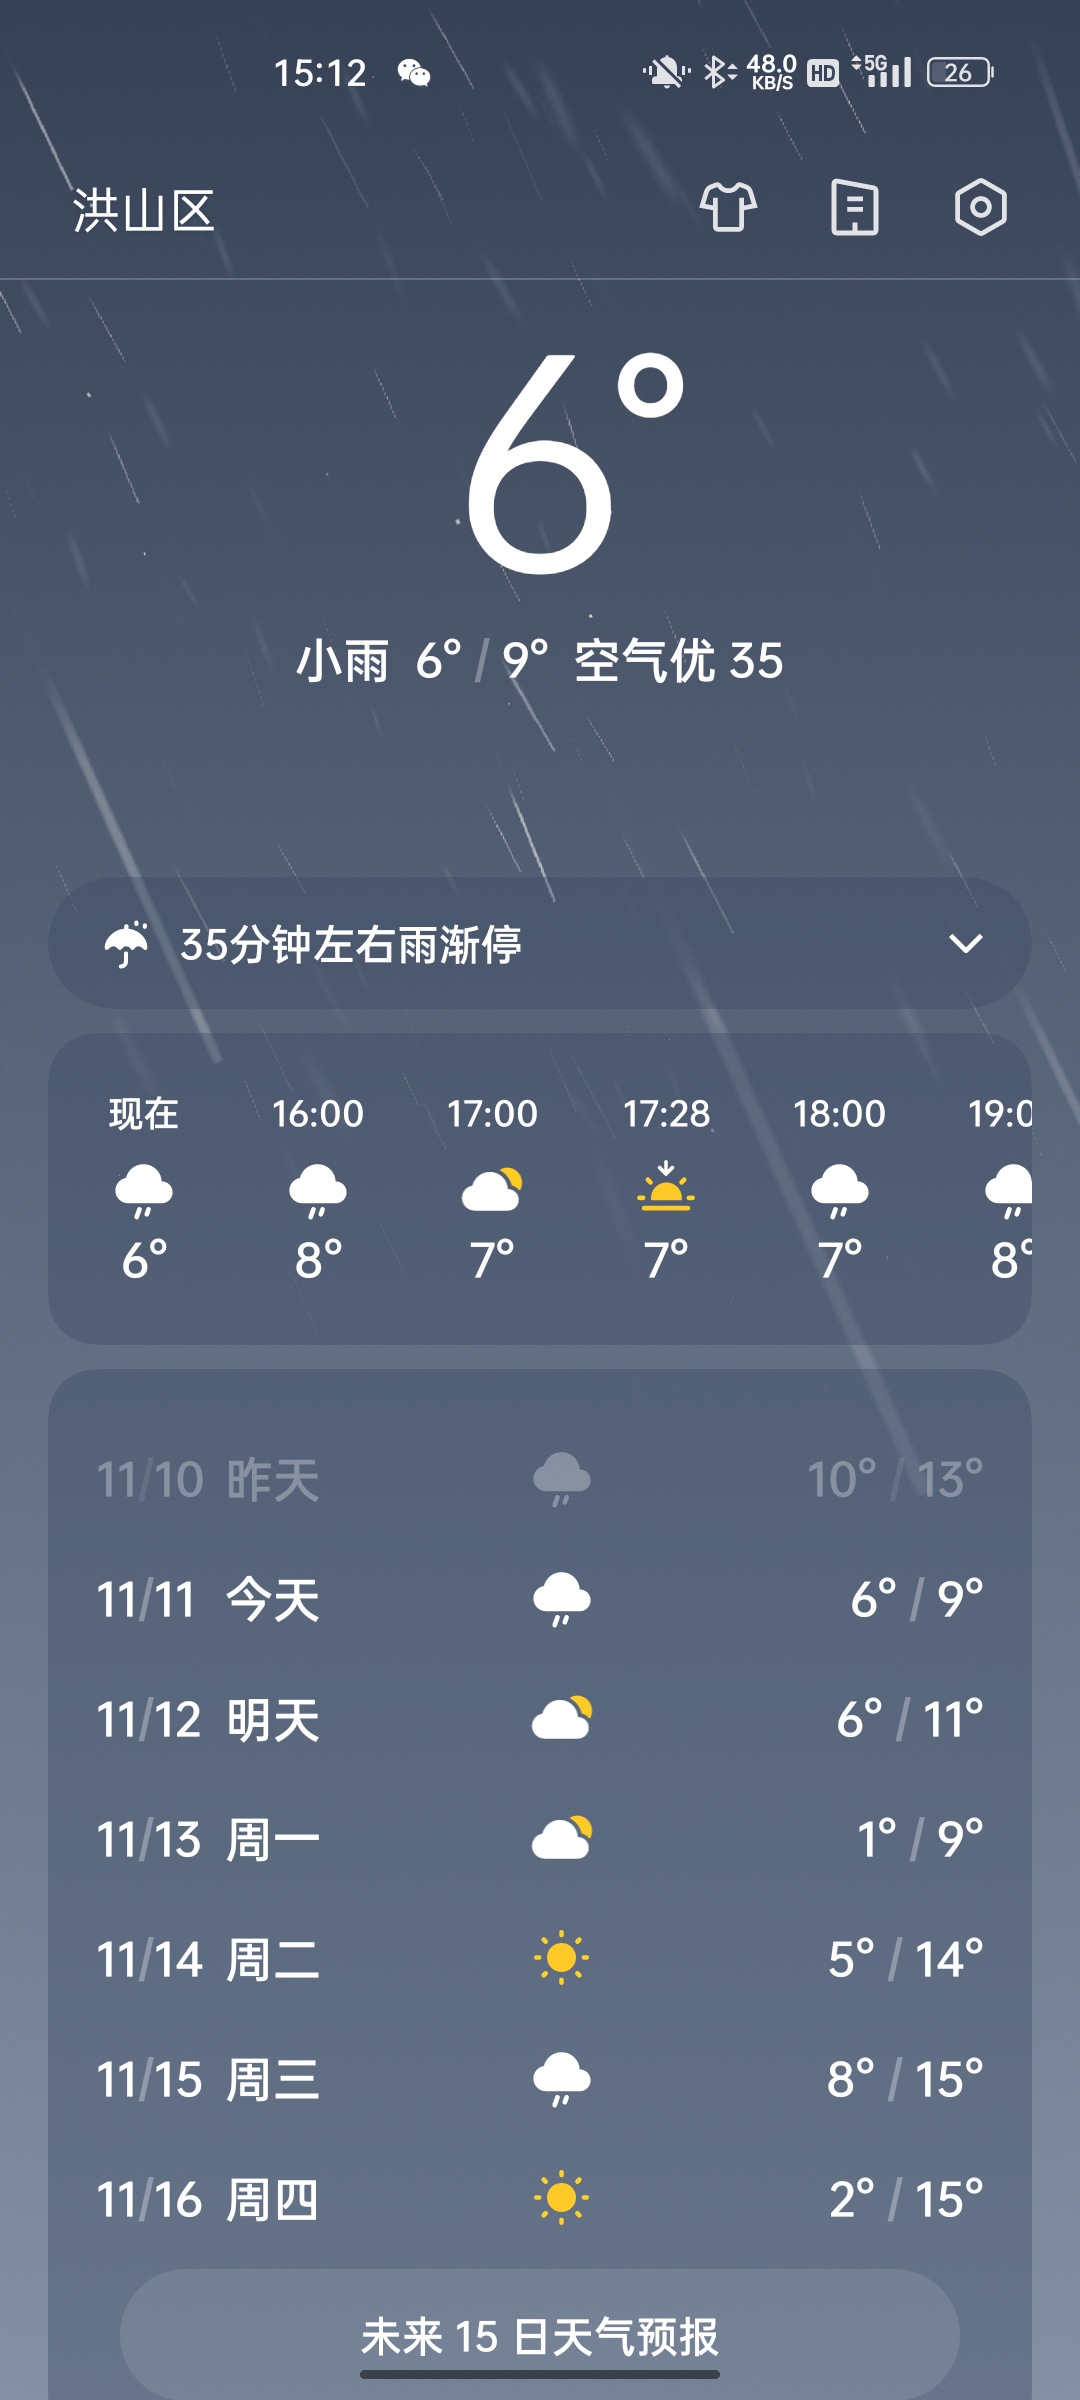 15:12 48.0 KB/S HD 5G 26
洪山区
6°
小雨 6° / 9° 空气优 35
35分钟左右雨渐停
现在 16:00 17:00 17:28 18:00 19:0
6° 8° 7° 7° 7° 8°
11/10 昨天 10° / 13°
11/11 今天 6° / 9°
11/12 明天 6° / 11°
11/13 周一 1° / 9°
11/14 周二 5° / 14°
11/15 周三 8° / 15°
11/16 周四 2° / 15°
未来 15 日天气预报